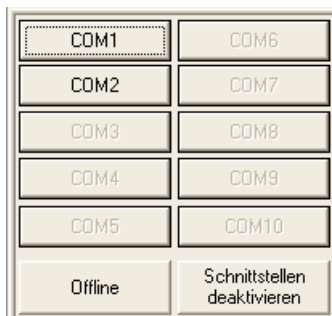 COM1
COM6
COM2
COM7
COM3
COM8
COM4
COM9
COM5
COM10
Offline
Schnittstellen
deaktivieren